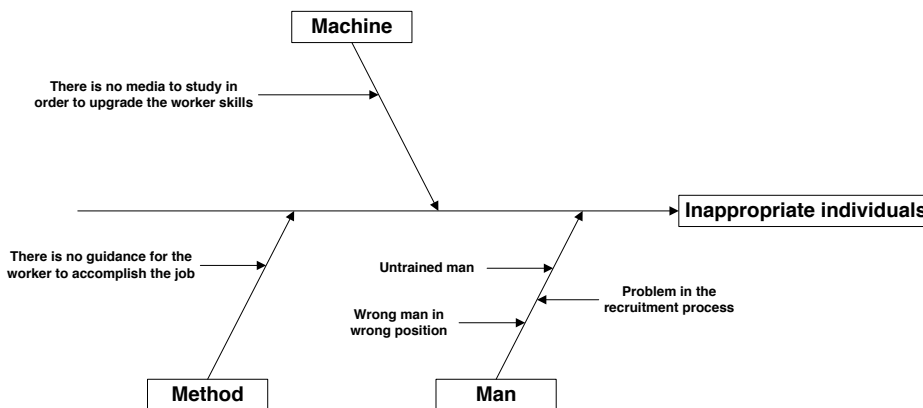 Machine
There is no media to study in
order to upgrade the worker skills
Inappropriate individuals
There is no guidance for the
worker to accomplish the job
Untrained man
Problem in the
recruitment process
Wrong man in
wrong position
Method
Man